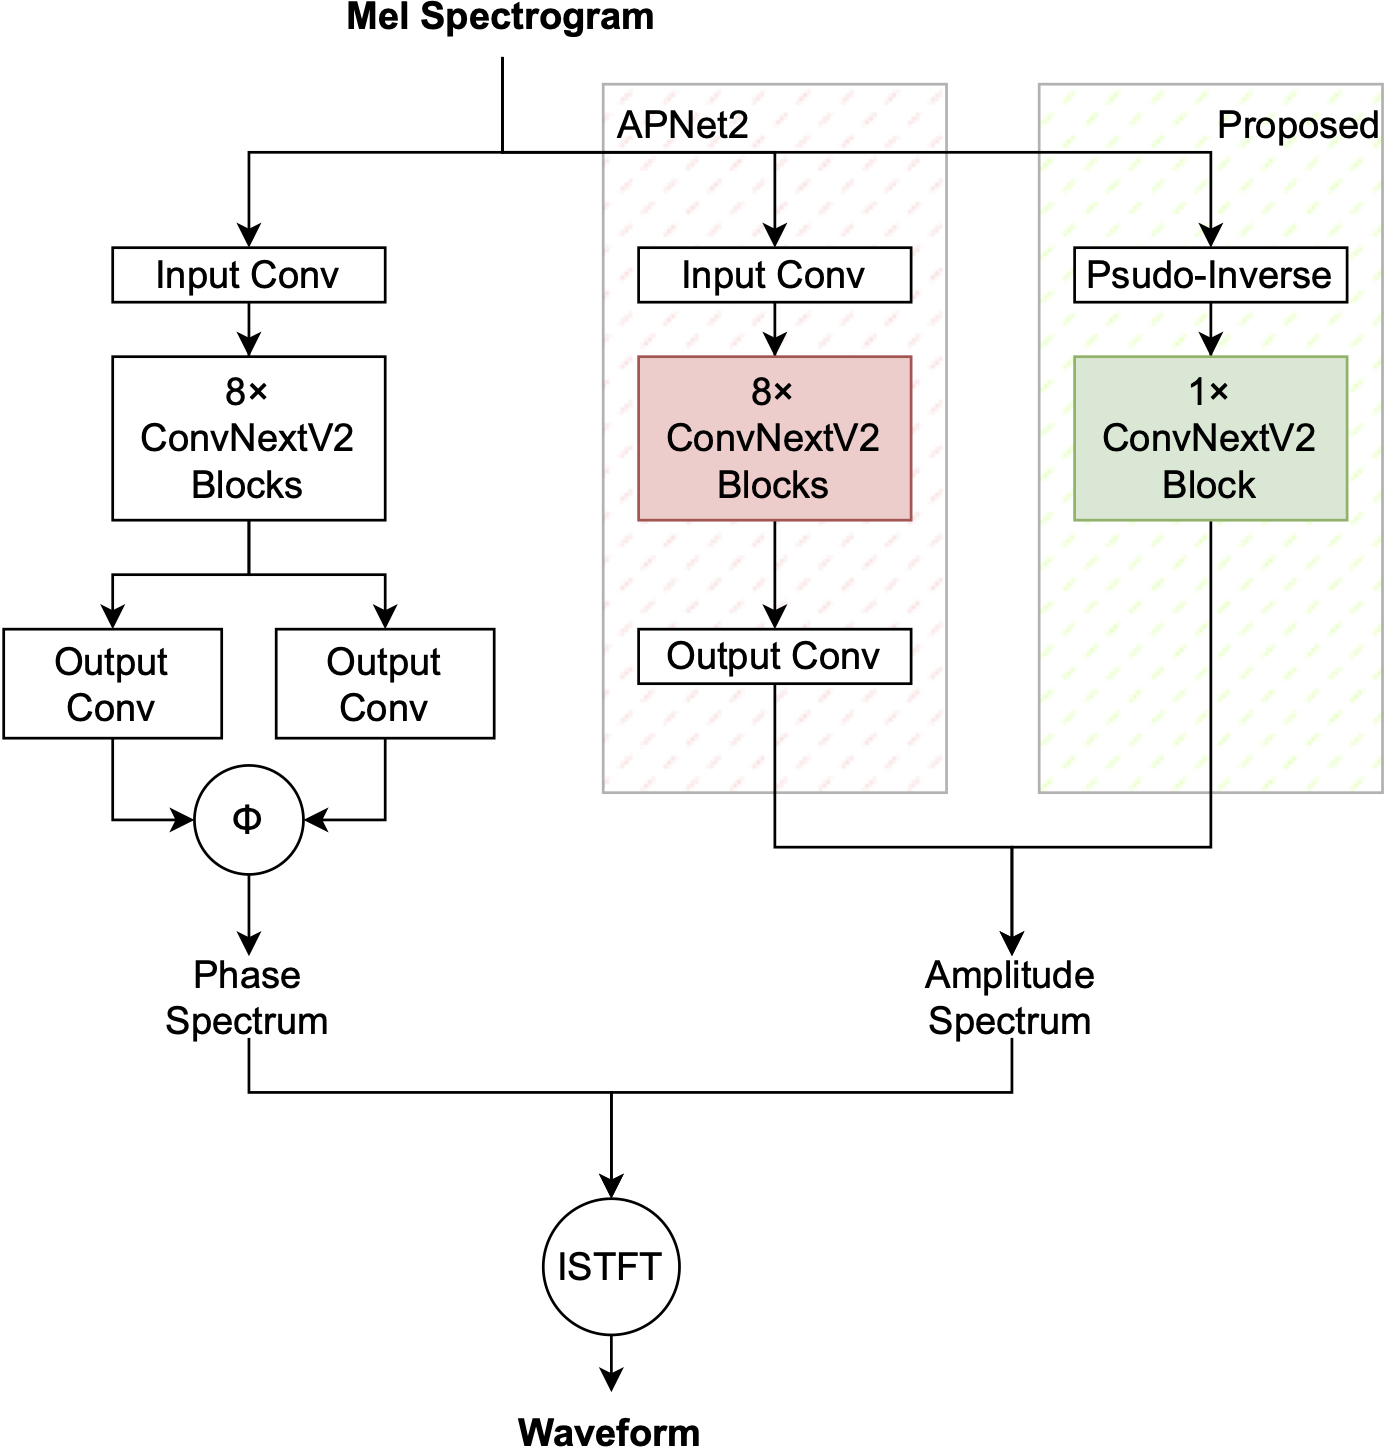 Mel Spectrogram
APNet2
Proposed
Input Conv
Input Conv
Psudo-Inverse
8×
ConvNextV2
Blocks
8×
ConvNextV2
Blocks
1×
ConvNextV2
Block
Output
Conv
Output
Conv
Output Conv
Φ
Phase
Spectrum
Amplitude
Spectrum
ISTFT
Waveform